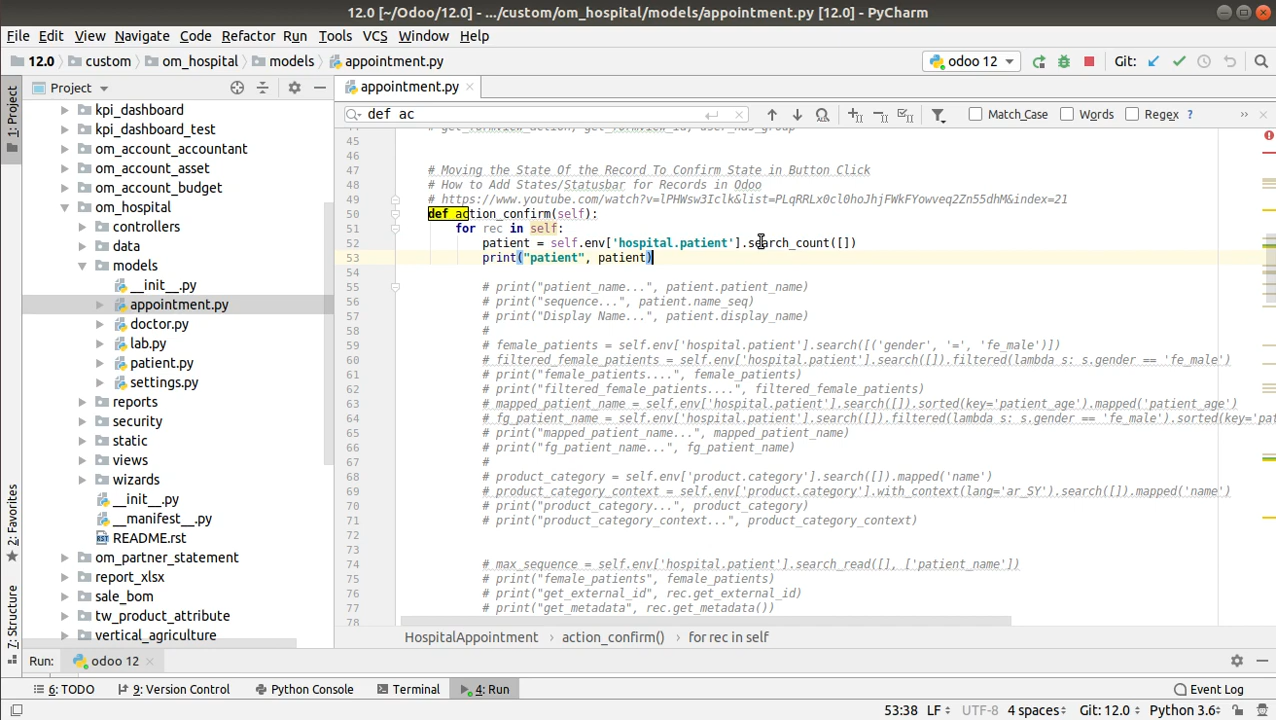 12.0 [~/Odoo/12.0] - .../custom/om_hospital/models/appointment.py [12.0] - PyCharm
File Edit View Navigate Code Refactor Run Tools VCS Window Help
12.0 custom om_hospital models appointment.py odoo 12 Git:
Project
appointment.py
def ac
Match Case Words Regex ?
1: Project
2: Favorites
7: Structure
kpi_dashboard
kpi_dashboard_test
om_account_accountant
om_account_asset
om_account_budget
om_hospital
controllers
data
models
__init__.py
appointment.py
doctor.py
lab.py
patient.py
settings.py
reports
security
static
views
wizards
__init__.py
__manifest__.py
README.rst
om_partner_statement
report_xlsx
sale_bom
tw_product_attribute
vertical_agriculture
45
46
47 # Moving the State Of the Record To Confirm State in Button Click
48 # How to Add States/Statusbar for Records in Odoo
49 # https://www.youtube.com/watch?v=lPHWsw3Iclk&list=PLqRRLx0cl0hoJhjFWkFYowveq2Zn55dhM&index=21
50 def action_confirm(self):
51 for rec in self:
52 patient = self.env['hospital.patient'].search_count([])
53 print("patient", patient)
54
55 # print("patient_name...", patient.patient_name)
56 # print("sequence...", patient.name_seq)
57 # print("Display Name...", patient.display_name)
58 #
59 # female_patients = self.env['hospital.patient'].search([('gender', '=', 'fe_male')])
60 # filtered_female_patients = self.env['hospital.patient'].search([]).filtered(lambda s: s.gender == 'fe_male')
61 # print("female_patients....", female_patients)
62 # print("filtered_female_patients....", filtered_female_patients)
63 # mapped_patient_name = self.env['hospital.patient'].search([]).sorted(key='patient_age').mapped('patient_age')
64 # fg_patient_name = self.env['hospital.patient'].search([]).filtered(lambda s: s.gender == 'fe_male').sorted(key='pat
65 # print("mapped_patient_name...", mapped_patient_name)
66 # print("fg_patient_name...", fg_patient_name)
67 #
68 # product_category = self.env['product.category'].search([]).mapped('name')
69 # product_category_context = self.env['product.category'].with_context(lang='ar_SY').search([]).mapped('name')
70 # print("product_category...", product_category)
71 # print("product_category_context...", product_category_context)
72
73
74 # max_sequence = self.env['hospital.patient'].search_read([], ['patient_name'])
75 # print("female_patients", female_patients)
76 # print("get_external_id", rec.get_external_id)
77 # print("get_metadata", rec.get_metadata())
78
HospitalAppointment action_confirm() for rec in self
Run: odoo 12
6: TODO 9: Version Control Python Console Terminal 4: Run Event Log
53:38 LF UTF-8 4 spaces Git: 12.0 Python 3.6